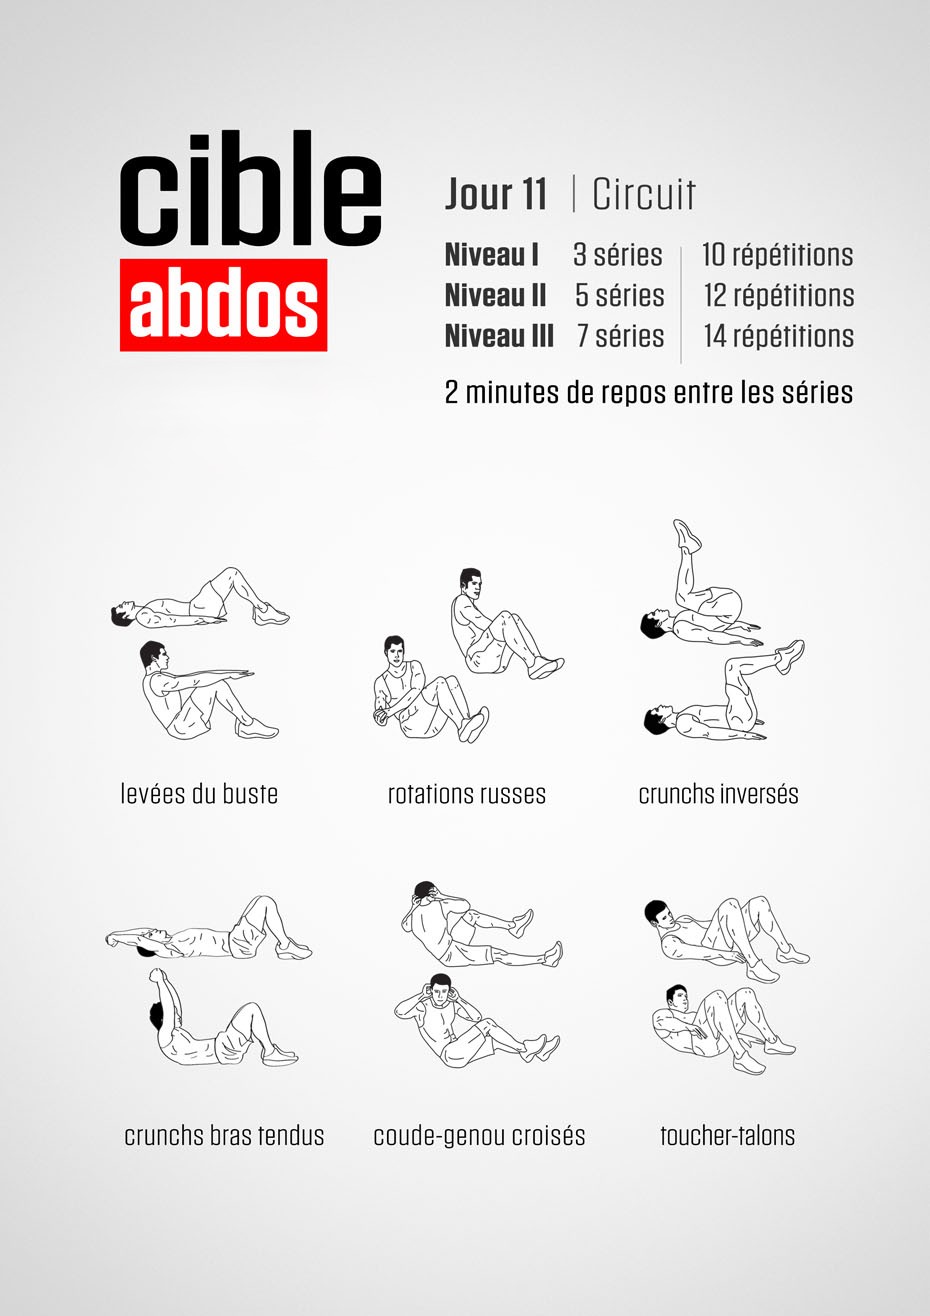 cible
abdos
Jour 11 | Circuit
Niveau I 3 séries 10 répétitions
Niveau II 5 séries 12 répétitions
Niveau III 7 séries 14 répétitions
2 minutes de repos entre les séries
levées du buste
rotations russes
crunchs inversés
crunchs bras tendus
coude-genou croisés
toucher-talons